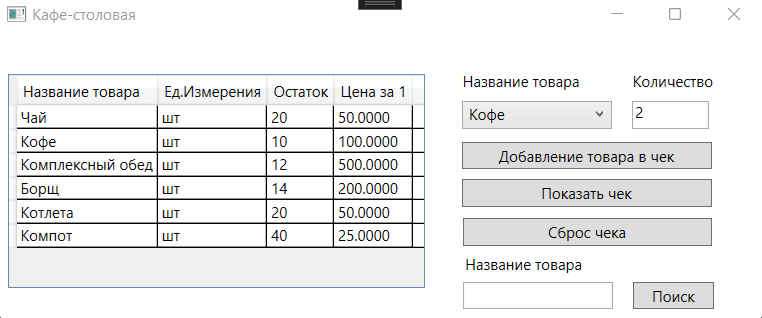 Кафе-столовая
Название товара Ед.Измерения Остаток Цена за 1
Чай шт 20 50.0000
Кофе шт 10 100.0000
Комплексный обед шт 12 500.0000
Борщ шт 14 200.0000
Котлета шт 20 50.0000
Компот шт 40 25.0000
Название товара Количество
Кофе 2
Добавление товара в чек
Показать чек
Сброс чека
Название товара
Поиск